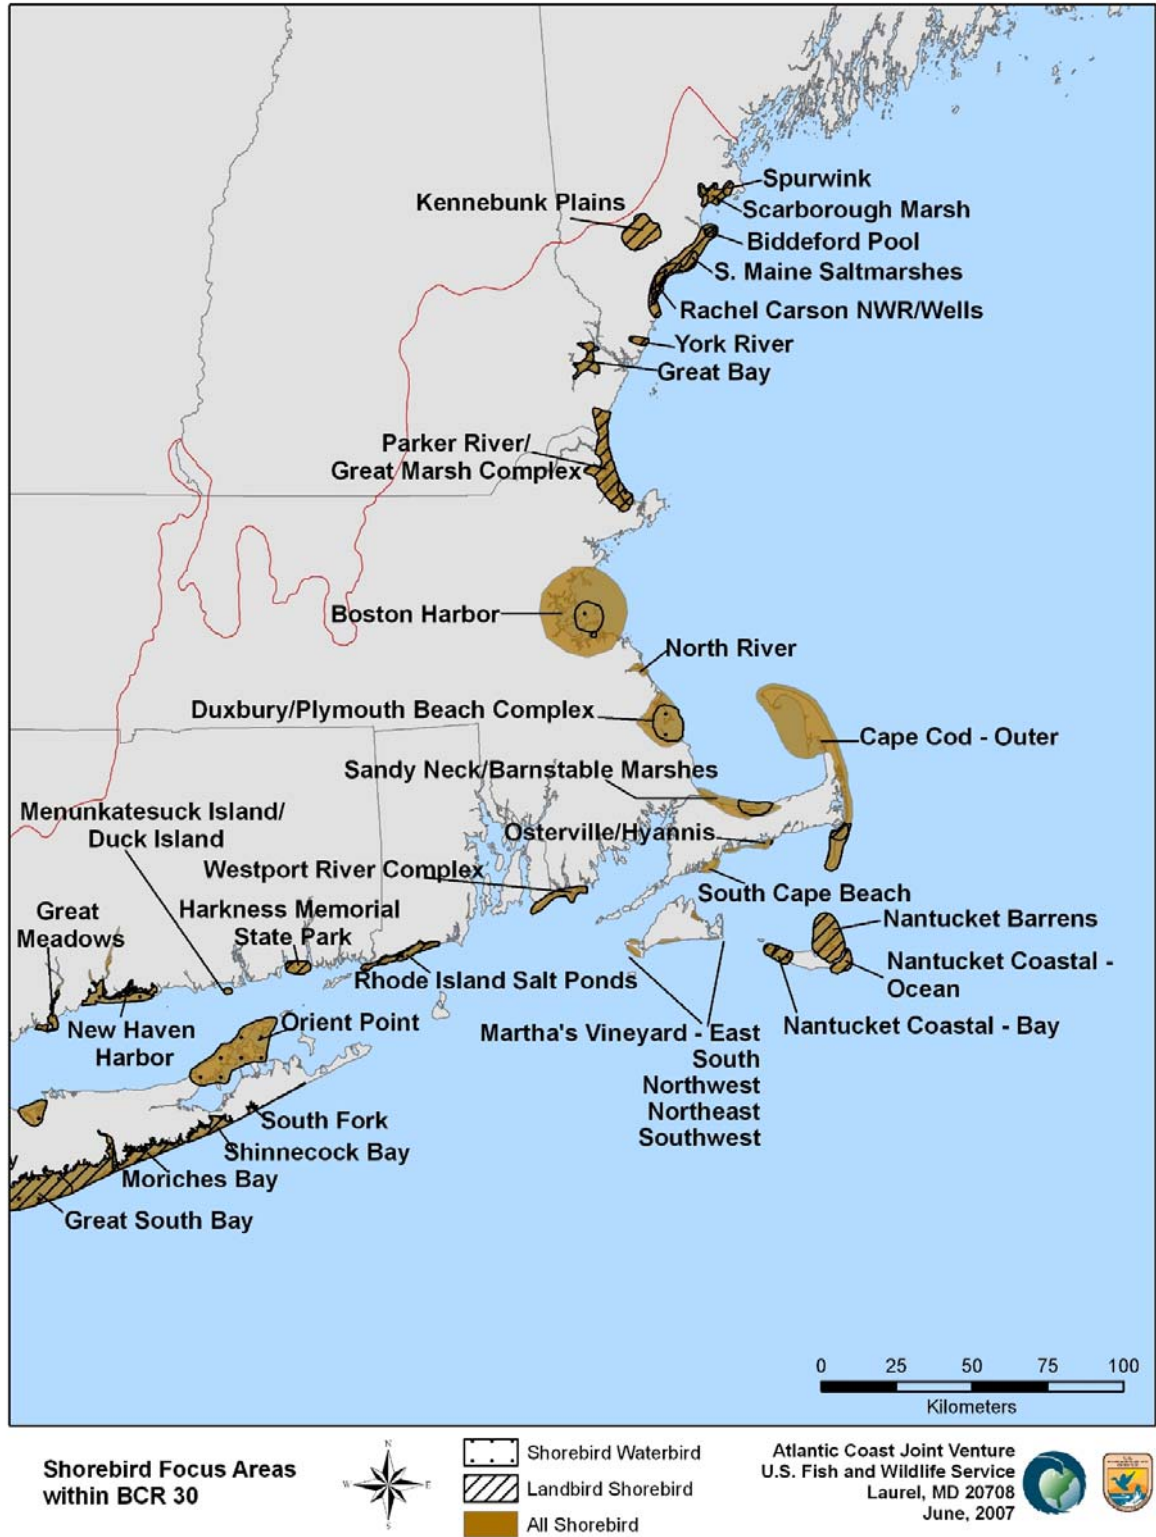 Spurwink
Kennebunk Plains
Scarborough Marsh
Biddeford Pool
S. Maine Saltmarshes
Rachel Carson NWR/Wells
York River
Great Bay
Parker River/
Great Marsh Complex
Boston Harbor
North River
Duxbury/Plymouth Beach Complex
Cape Cod - Outer
Sandy Neck/Barnstable Marshes
Menunkatesuck Island/
Duck Island
Osterville/Hyannis
Westport River Complex
South Cape Beach
Great
Meadows
Harkness Memorial
State Park
Nantucket Barrens
Rhode Island Salt Ponds
Nantucket Coastal -
Ocean
New Haven
Harbor
Orient Point
Martha's Vineyard - East
South
Northwest
Northeast
Southwest
Nantucket Coastal - Bay
South Fork
Shinnecock Bay
Moriches Bay
Great South Bay
0 25 50 75 100
Kilometers
Shorebird Focus Areas
within BCR 30
N
W E
S
Shorebird Waterbird
Landbird Shorebird
All Shorebird
Atlantic Coast Joint Venture
U.S. Fish and Wildlife Service
Laurel, MD 20708
June, 2007